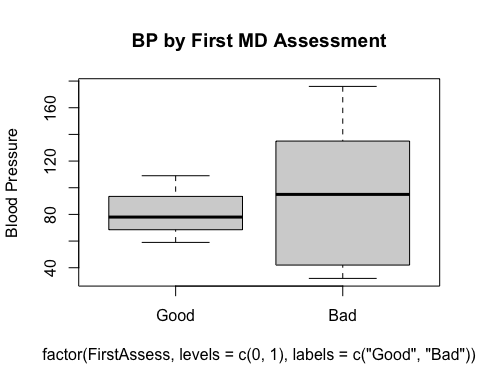 BP by First MD Assessment
Blood Pressure
160
120
80
40
Good Bad
factor(FirstAssess, levels = c(0, 1), labels = c("Good", "Bad"))